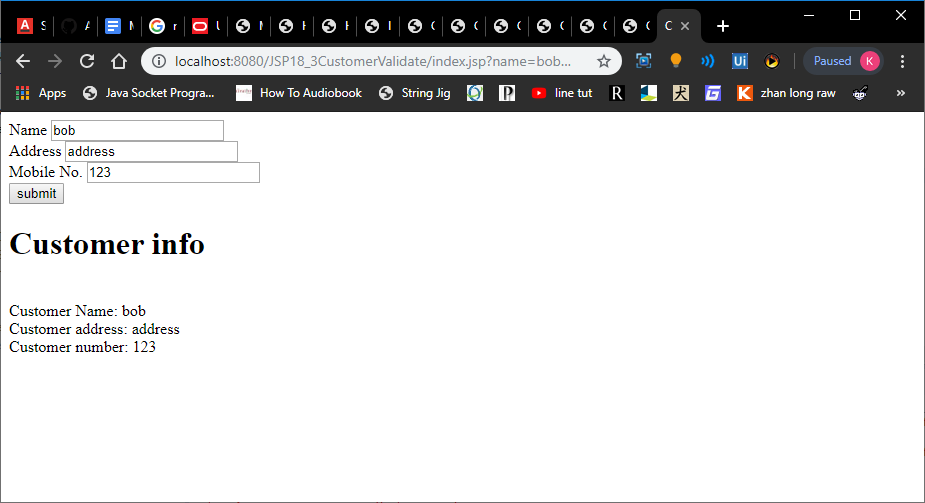 localhost:8080/JSP18_3CustomerValidate/index.jsp?name=bob...
Paused K
Apps Java Socket Progra... How To Audiobook String Jig line tut zhan long raw »
Name bob
Address address
Mobile No. 123
submit
Customer info
Customer Name: bob
Customer address: address
Customer number: 123